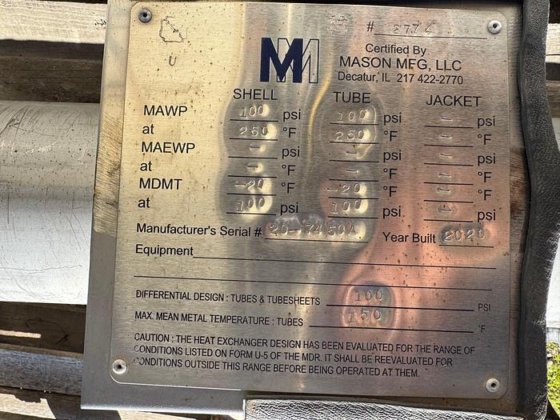 #
U
M
Certified By
MASON MFG, LLC
Decatur, IL 217 422-2770
SHELL TUBE JACKET
MAWP 100 psi 100 psi - psi
at 250 °F 250 °F - °F
MAEWP - psi - psi - psi
at - °F - °F - °F
MDMT -20 °F -20 °F - °F
at 100 psi 100 psi - psi
Manufacturer's Serial # Year Built 2020
Equipment
DIFFERENTIAL DESIGN : TUBES & TUBESHEETS 100 PSI
MAX. MEAN METAL TEMPERATURE : TUBES 150 °F
CAUTION : THE HEAT EXCHANGER DESIGN HAS BEEN EVALUATED FOR THE RANGE OF
CONDITIONS LISTED ON FORM U-5 OF THE MDR. IT SHALL BE REEVALUATED FOR
CONDITIONS OUTSIDE THIS RANGE BEFORE BEING OPERATED AT THEM.